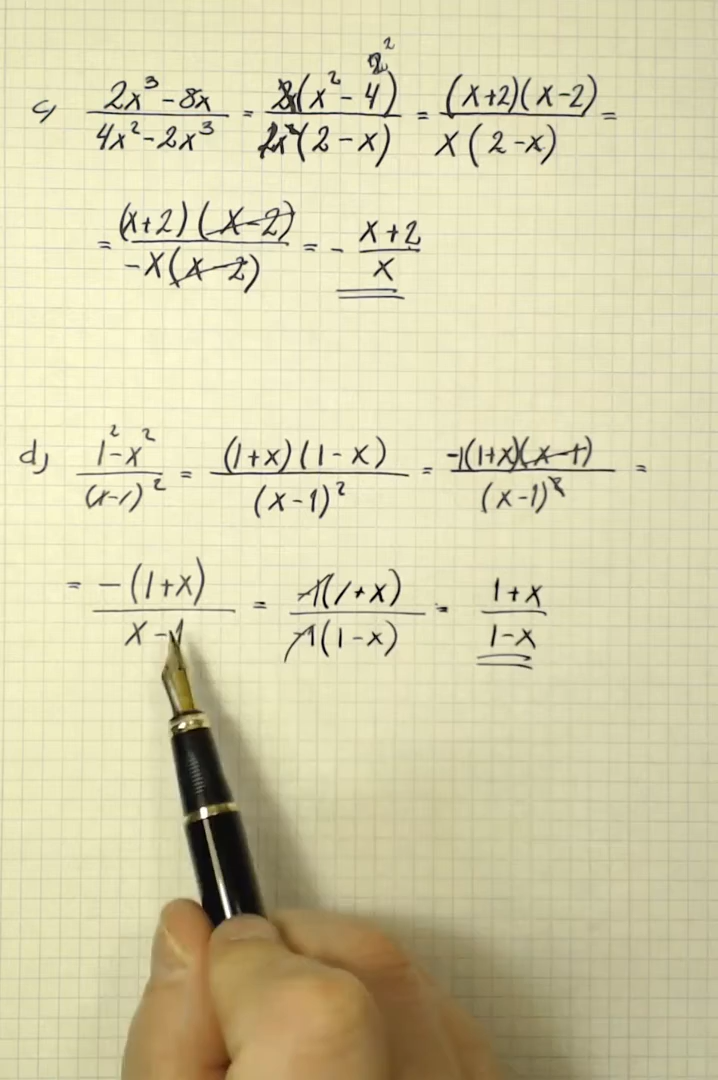 c) (2x³ - 8x)/(4x² - 2x³) = 2x(x² - 4)/2x²(2 - x) = (x+2)(x-2)/x(2-x) =
= (x+2)(x-2)/-x(x-2) = - (x+2)/x
d) (1² - x²)/(x-1)² = (1+x)(1-x)/(x-1)² = -1(1+x)(x-1)/(x-1)² =
= -(1+x)/(x-1) = -1(1+x)/-1(1-x) = (1+x)/(1-x)